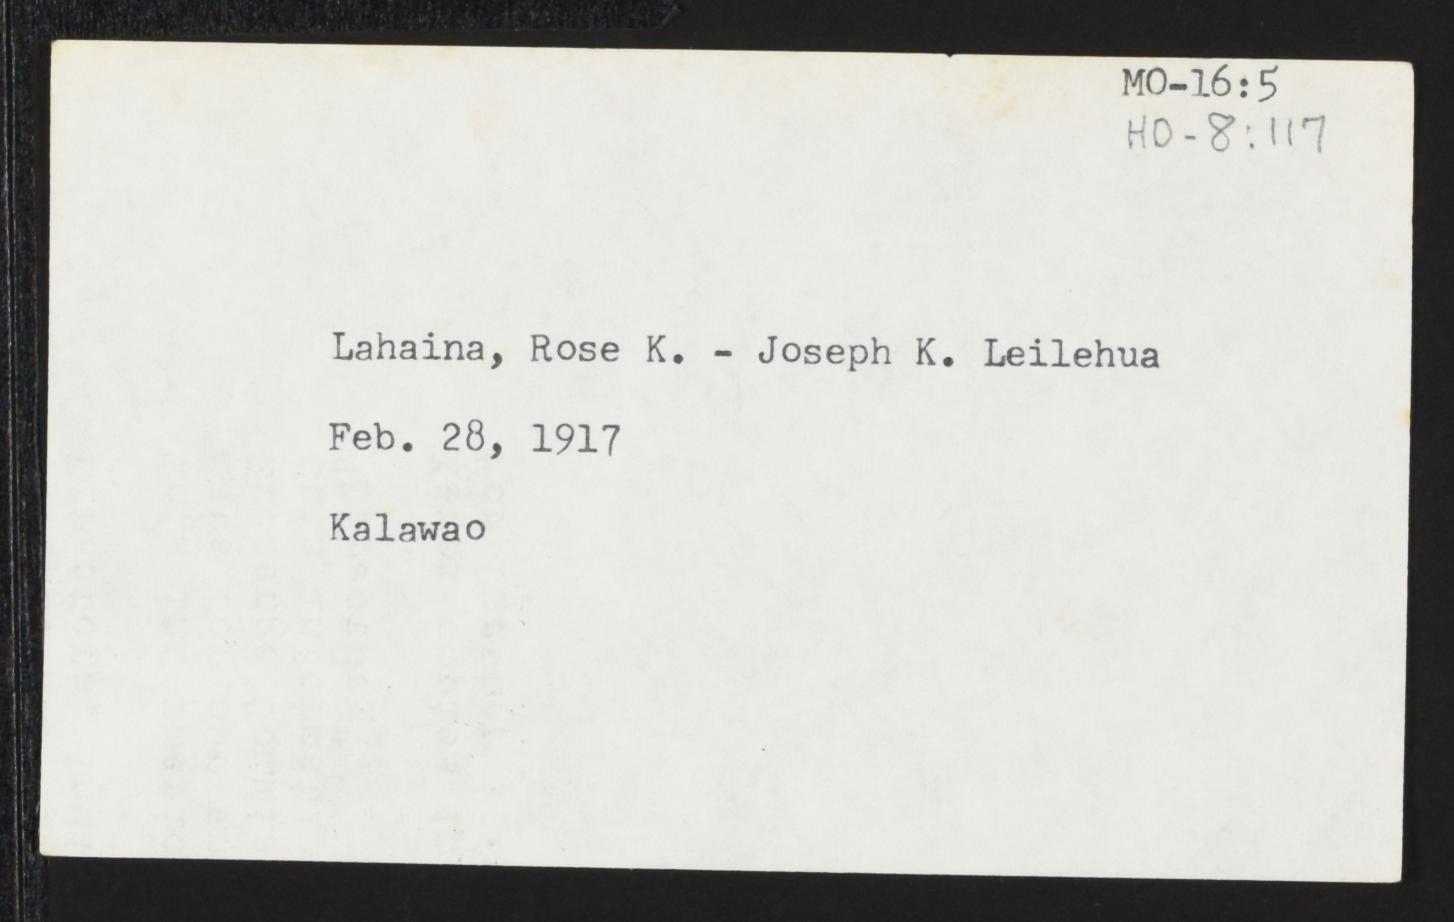 MO-16:5
HO-8:117
Lahaina, Rose K. - Joseph K. Leilehua
Feb. 28, 1917
Kalawao